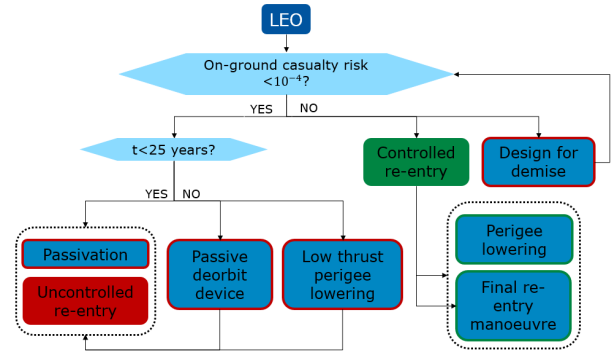 LEO
On-ground casualty risk
<10⁻⁴?
YES
NO
t<25 years?
Controlled
re-entry
Design for
demise
YES
NO
Passivation
Uncontrolled
re-entry
Passive
deorbit
device
Low thrust
perigee
lowering
Perigee
lowering
Final re-
entry
manoeuvre